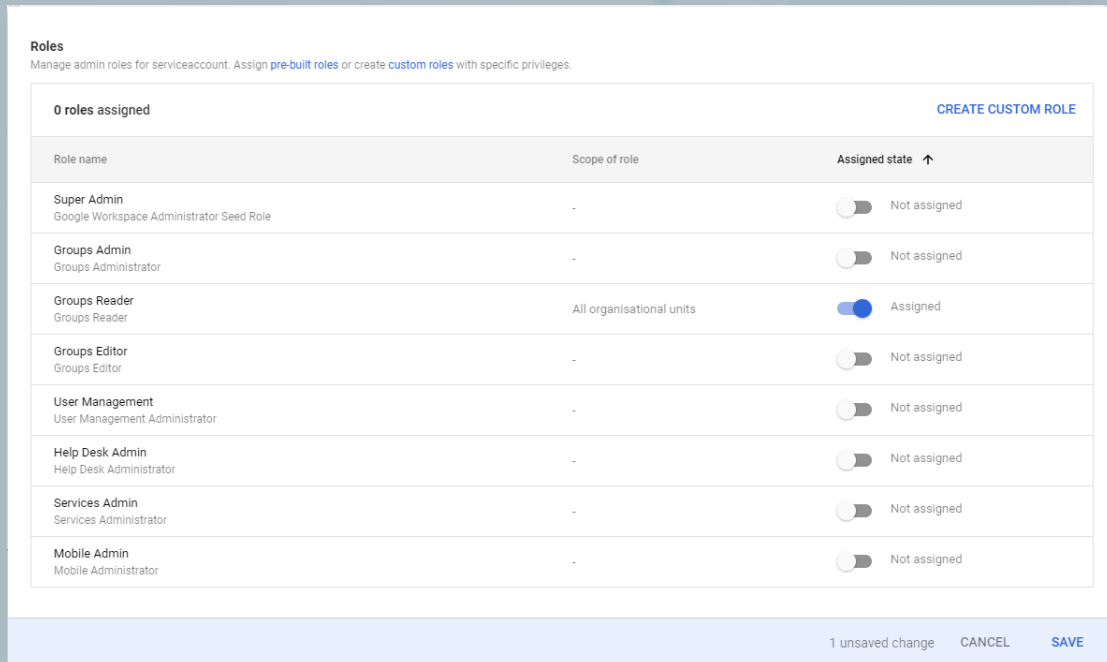 Roles
Manage admin roles for serviceaccount. Assign pre-built roles or create custom roles with specific privileges.
0 roles assigned
CREATE CUSTOM ROLE
Role name Scope of role Assigned state ↑
Super Admin
Google Workspace Administrator Seed Role
- Not assigned
Groups Admin
Groups Administrator
- Not assigned
Groups Reader
Groups Reader
All organisational units Assigned
Groups Editor
Groups Editor
- Not assigned
User Management
User Management Administrator
- Not assigned
Help Desk Admin
Help Desk Administrator
- Not assigned
Services Admin
Services Administrator
- Not assigned
Mobile Admin
Mobile Administrator
- Not assigned
1 unsaved change CANCEL SAVE